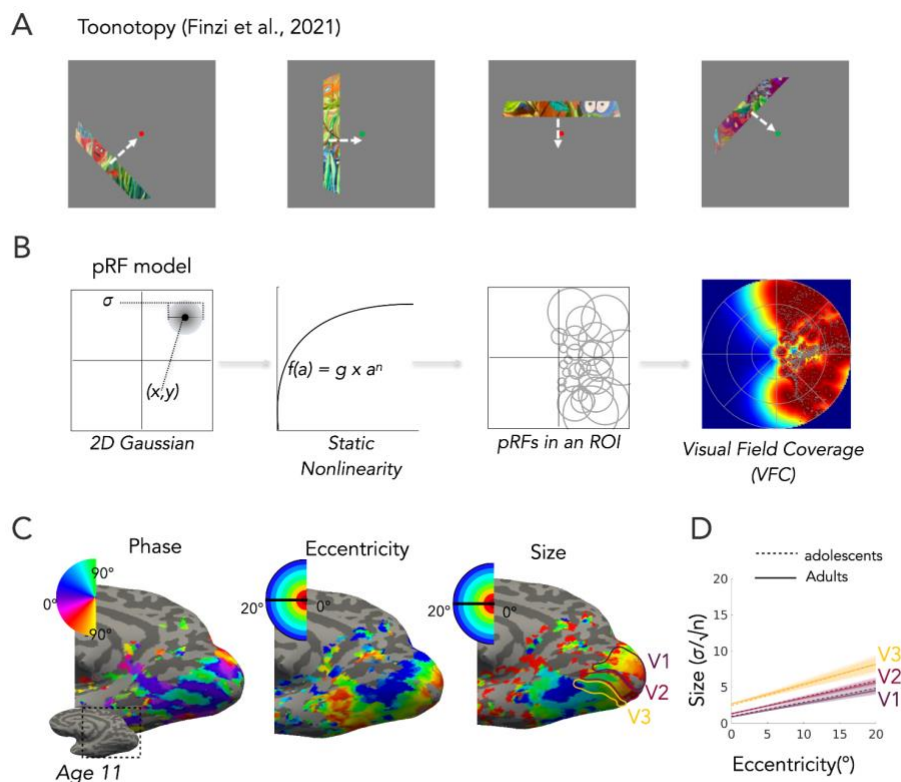 A
Toonotopy (Finzi et al., 2021)
B
pRF model
σ
(x,y)
2D Gaussian
f(a) = g x aⁿ
Static
Nonlinearity
pRFs in an ROI
Visual Field Coverage
(VFC)
C
Phase
90°
0°
-90°
Age 11
Eccentricity
20°
0°
Size
20°
0°
V1
V2
V3
D
adolescents
Adults
Size (σ/√n)
20
15
10
5
0
V3
V2
V1
0 5 10 15 20
Eccentricity(°)